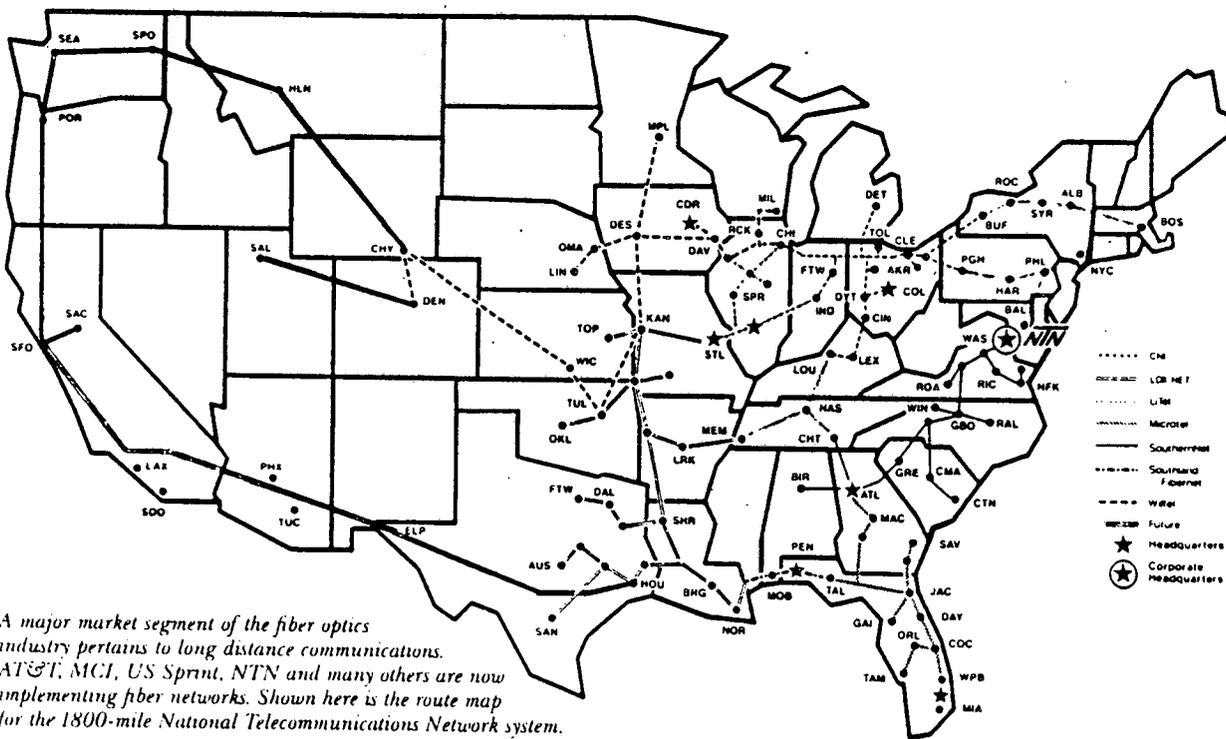 SEA
SPO
HLN
POR
MPL
CDR
MIL
DET
ROC
ALB
SYR
BUF
BOS
DES
RCK
CHI
TOL
CLE
OMA
DAV
LIN
SAL
CHY
DEN
FTW
AKR
PGH
PHL
NYC
SPR
DYT
COL
HAR
IND
CIN
BAL
SAC
SFO
TOP
KAN
STL
WAS
NTN
WIC
LOU
LEX
ROA
RIC
NFK
TUL
OKL
MEM
NAS
WIN
GBO
RAL
LRK
CHT
LAX
SDO
PHX
TUC
BIR
ATL
GRE
CMA
CTN
FTW
DAL
SHR
MAC
ELP
PEN
SAV
AUS
HOU
BHG
MOB
TAL
JAC
SAN
NOR
GAI
DAY
ORL
COC
TAM
WPB
MIA
LiTel
Microtel
SouthernNet
Southland
Fibernet
Wiltel
Future
Headquarters
Corporate
Headquarters
A major market segment of the fiber optics
industry pertains to long distance communications.
AT&T, MCI, US Sprint, NTN and many others are now
implementing fiber networks. Shown here is the route map
for the 1800-mile National Telecommunications Network system.